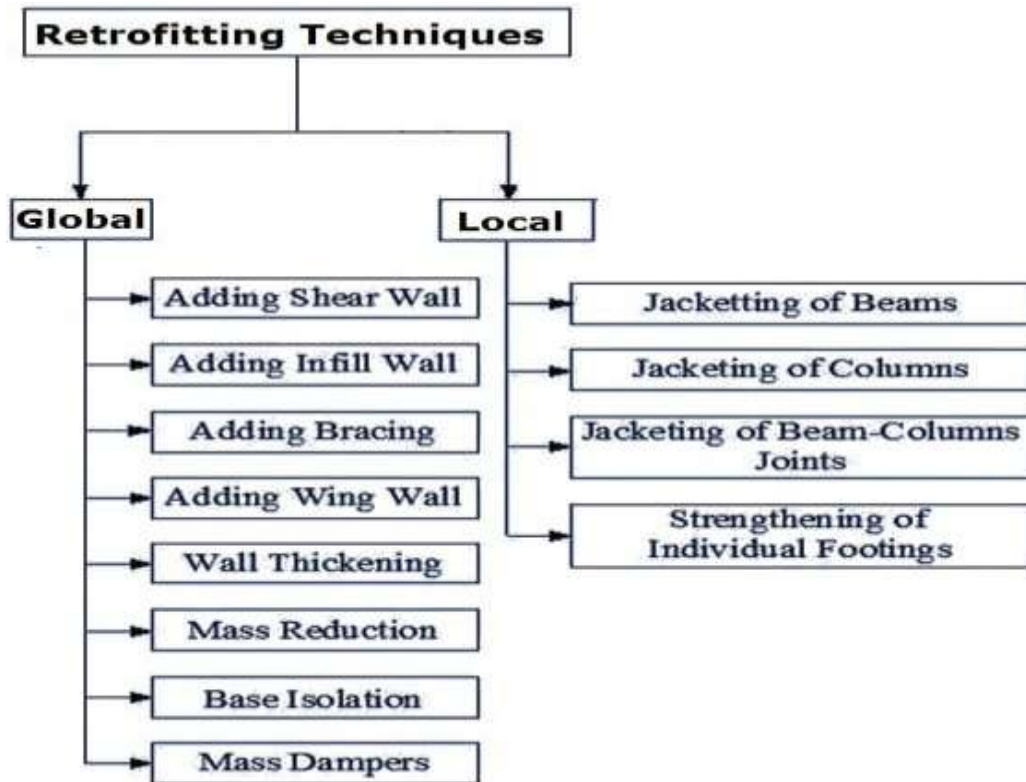 Retrofitting Techniques
Global
Local
Adding Shear Wall
Adding Infill Wall
Adding Bracing
Adding Wing Wall
Wall Thickening
Mass Reduction
Base Isolation
Mass Dampers
Jacketting of Beams
Jacketing of Columns
Jacketing of Beam-Columns
Joints
Strengthening of
Individual Footings